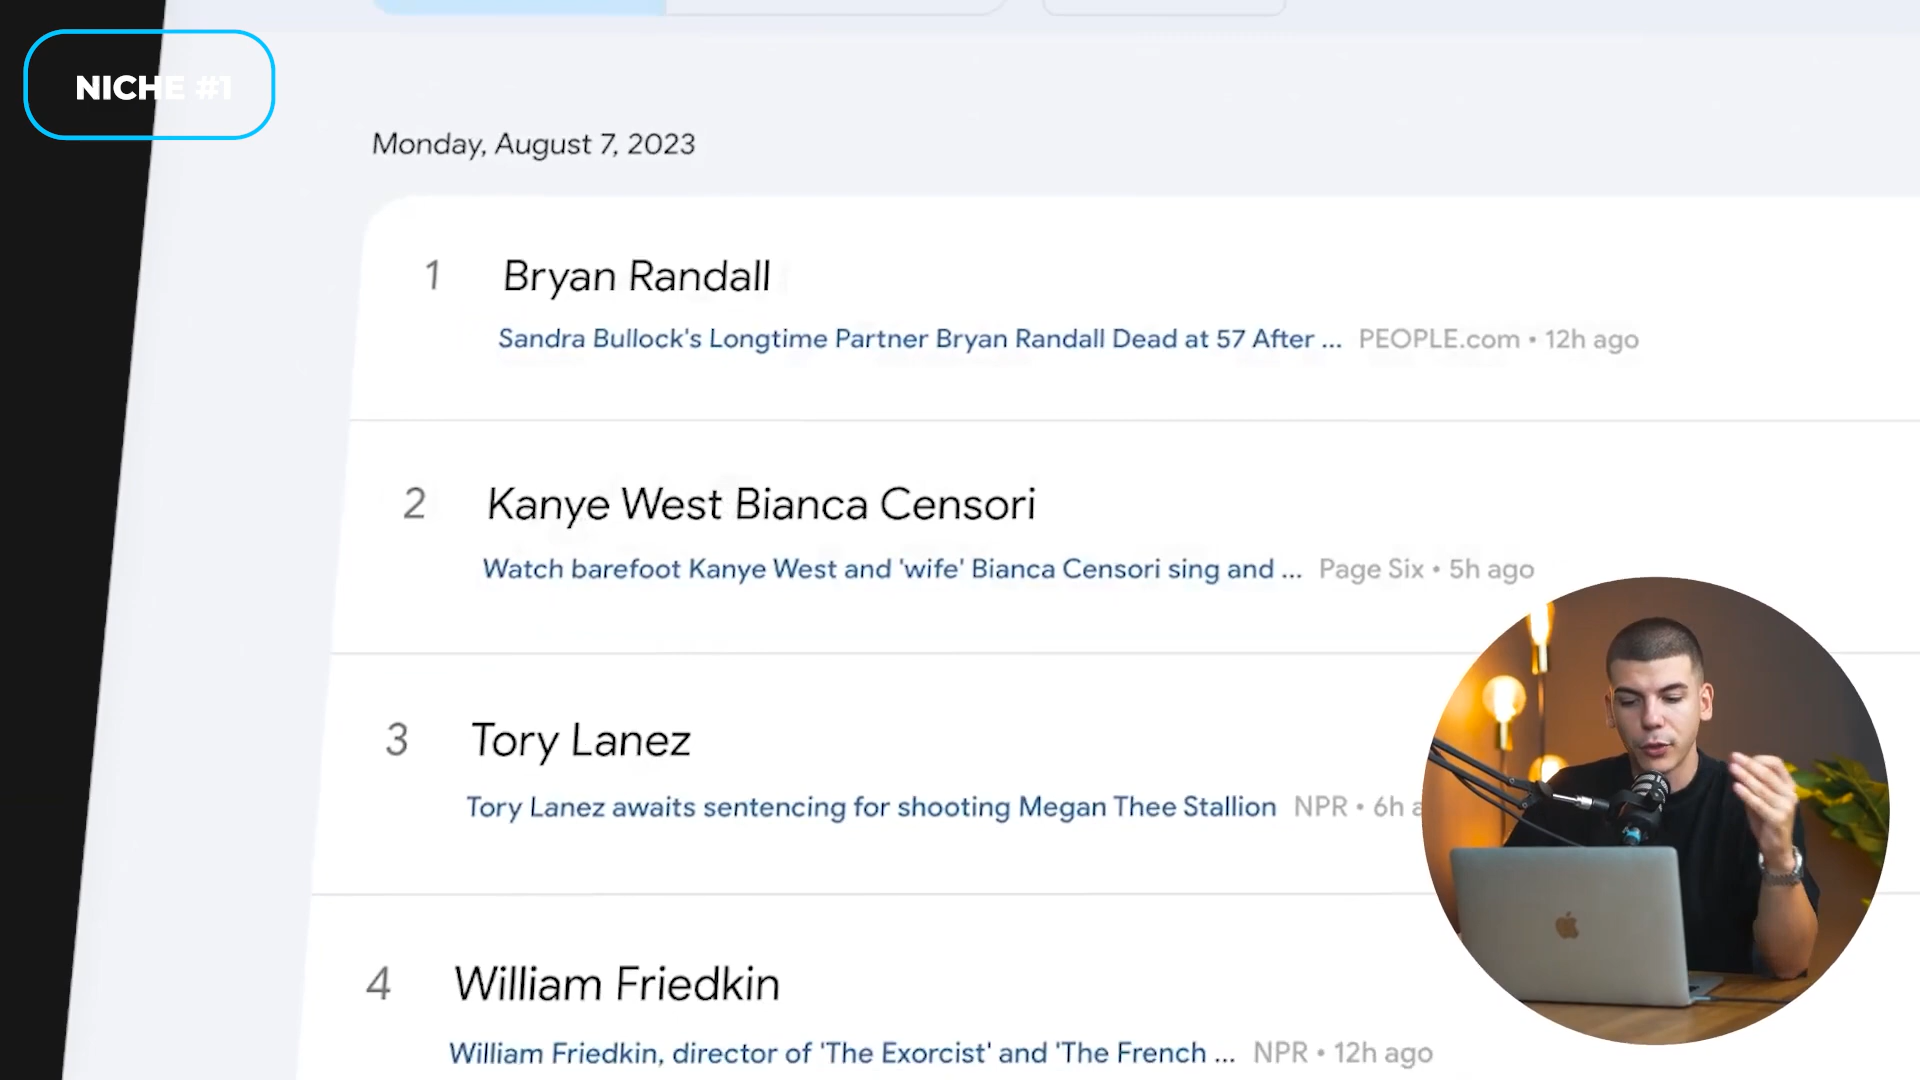 NICHE #1
Monday, August 7, 2023
1 Bryan Randall
Sandra Bullock's Longtime Partner Bryan Randall Dead at 57 After ... PEOPLE.com • 12h ago
2 Kanye West Bianca Censori
Watch barefoot Kanye West and 'wife' Bianca Censori sing and ... Page Six • 5h ago
3 Tory Lanez
Tory Lanez awaits sentencing for shooting Megan Thee Stallion NPR • 6h a
4 William Friedkin
William Friedkin, director of 'The Exorcist' and 'The French ... NPR • 12h ago